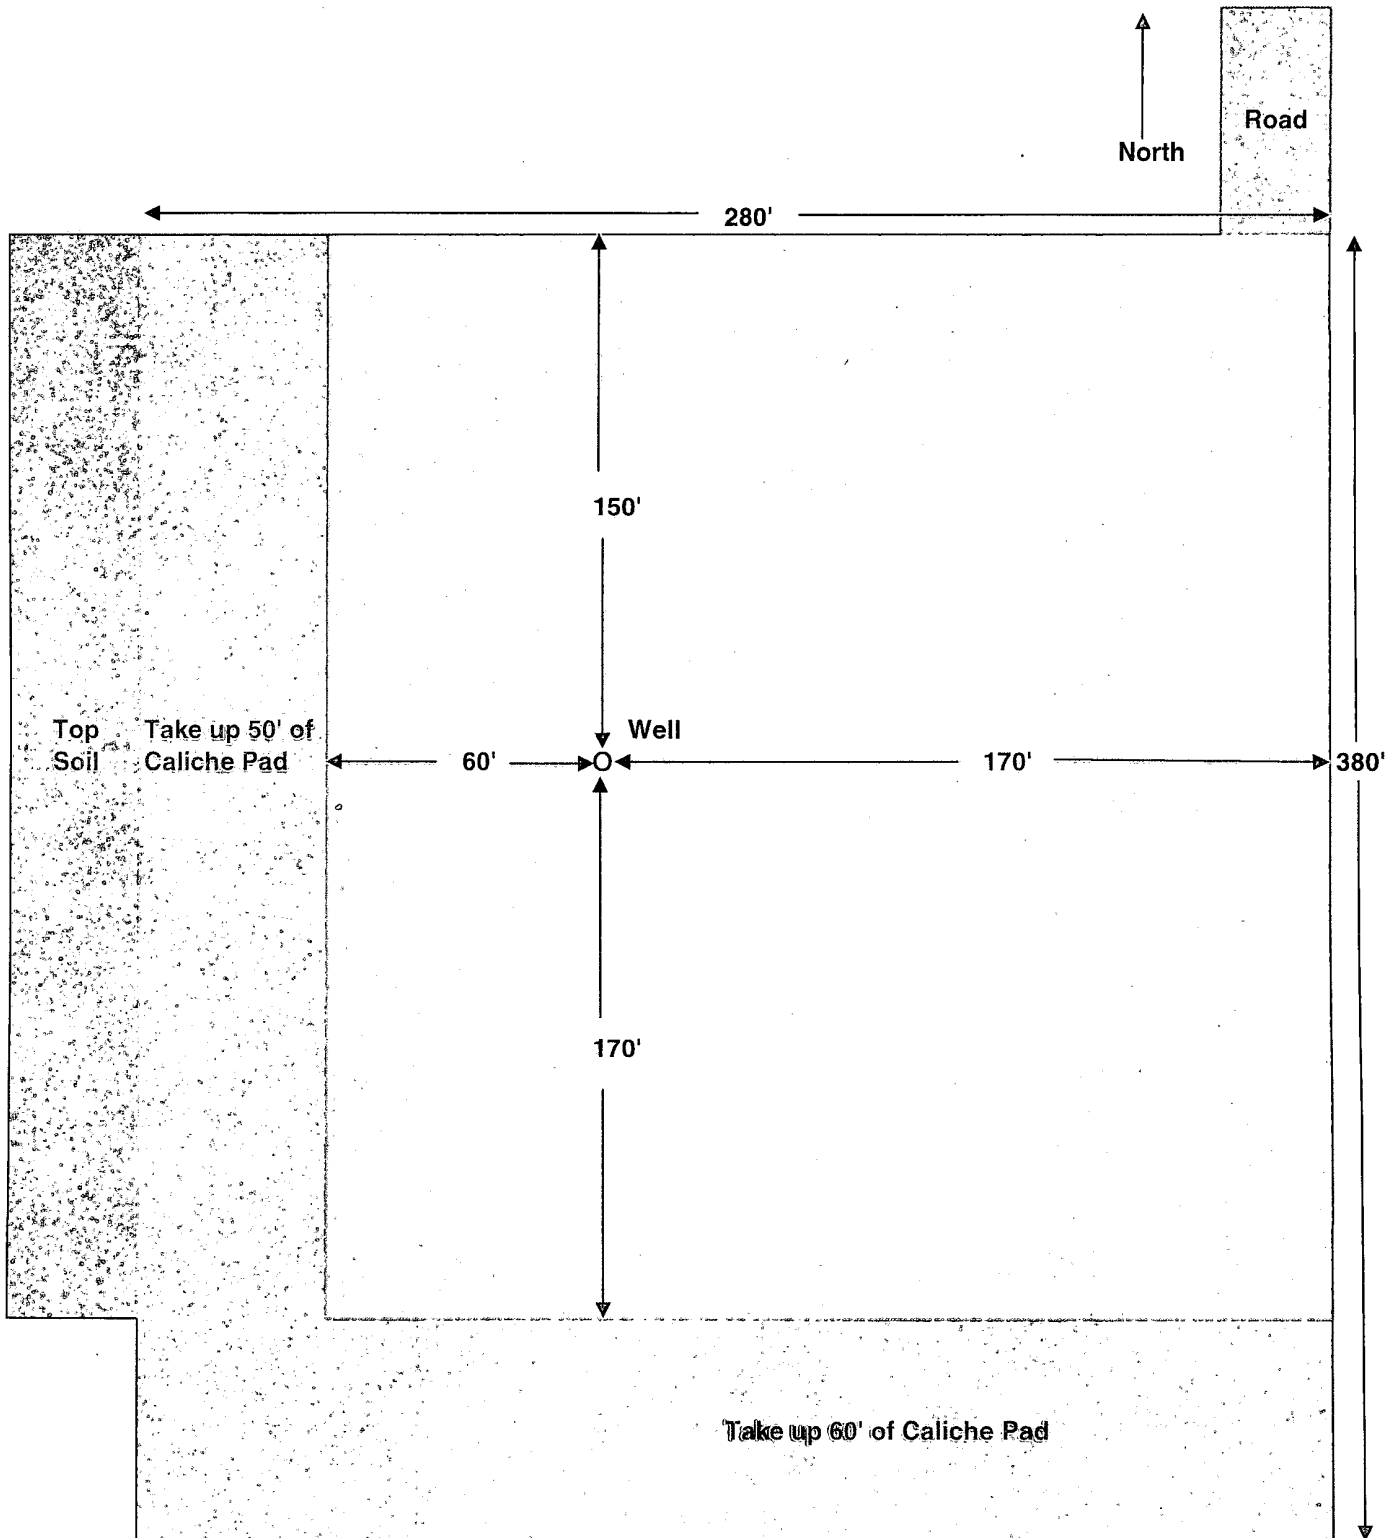 Road
North
280'
150'
Top
Soil
Take up 50' of
Caliche Pad
Well
60'
O
170'
380'
170'
Take up 60' of Caliche Pad